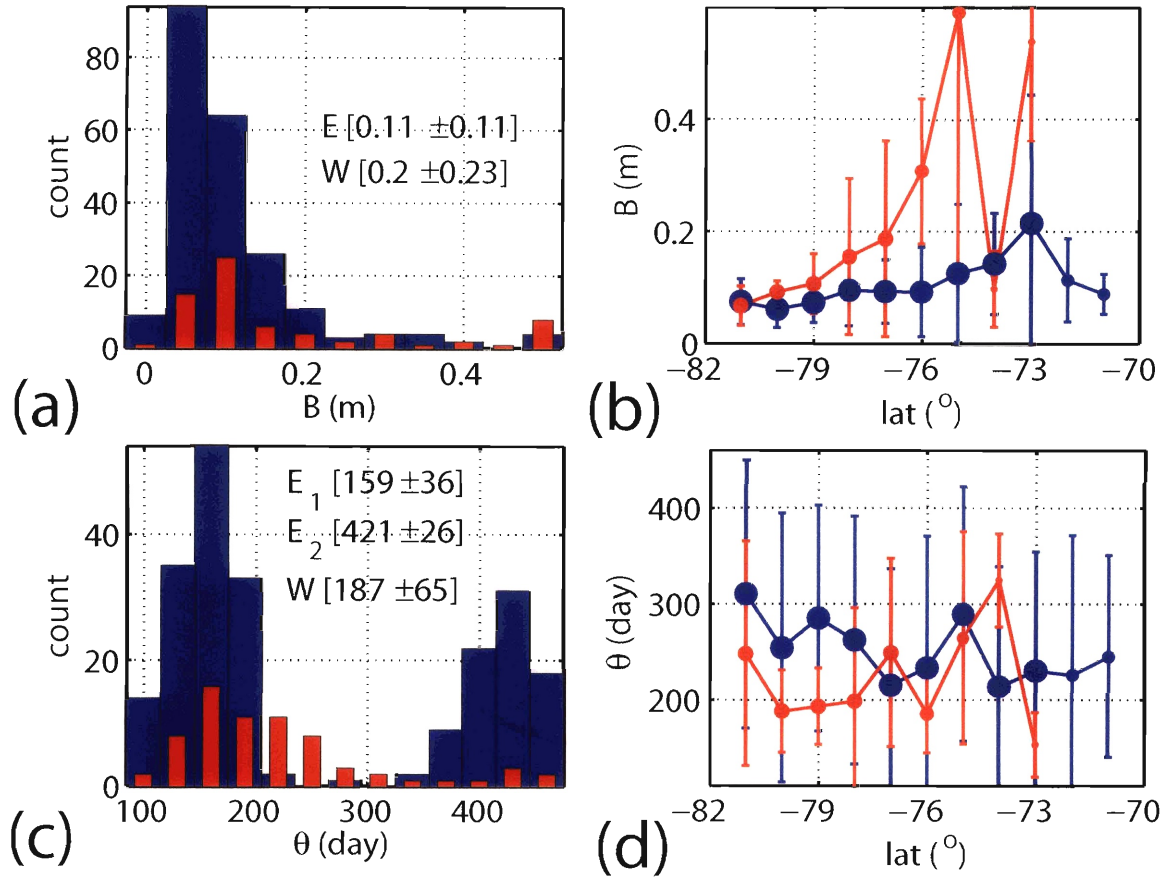 80
60
40
20
0
count
E [0.11 ±0.11]
W [0.2 ±0.23]
0
0.2
0.4
B (m)
(a)
0.4
0.2
0
B (m)
−82
−79
−76
−73
−70
lat (°)
(b)
40
20
0
count
E1 [159 ±36]
E2 [421 ±26]
W [187 ±65]
100
200
300
400
θ (day)
(c)
400
300
200
θ (day)
−82
−79
−76
−73
−70
lat (°)
(d)